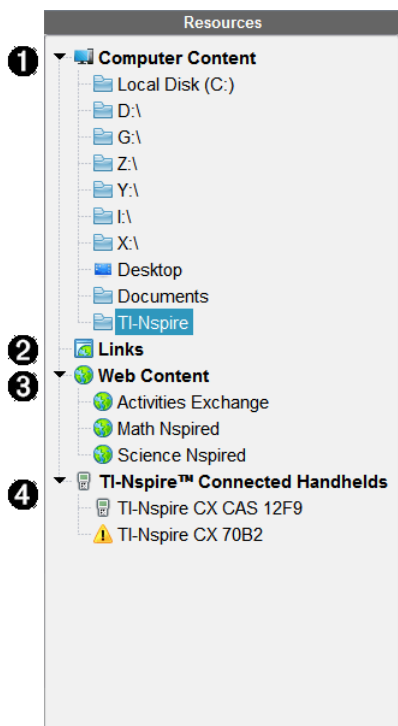 Resources
1 Computer Content
Local Disk (C:)
D:\
G:\
Z:\
Y:\
I:\
X:\
Desktop
Documents
TI-Nspire
2 Links
3 Web Content
Activities Exchange
Math Nspired
Science Nspired
4 TI-Nspire™ Connected Handhelds
TI-Nspire CX CAS 12F9
TI-Nspire CX 70B2